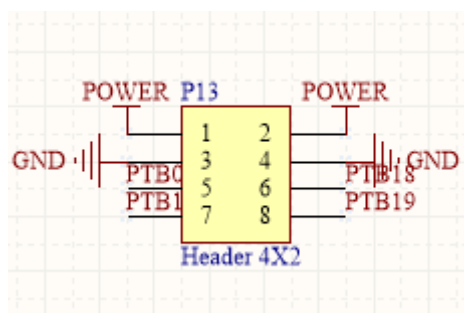 POWER P13 POWER
1 2
GND 3 4 GND
PTB0 5 6 PTB18
PTB1 7 8 PTB19
Header 4X2